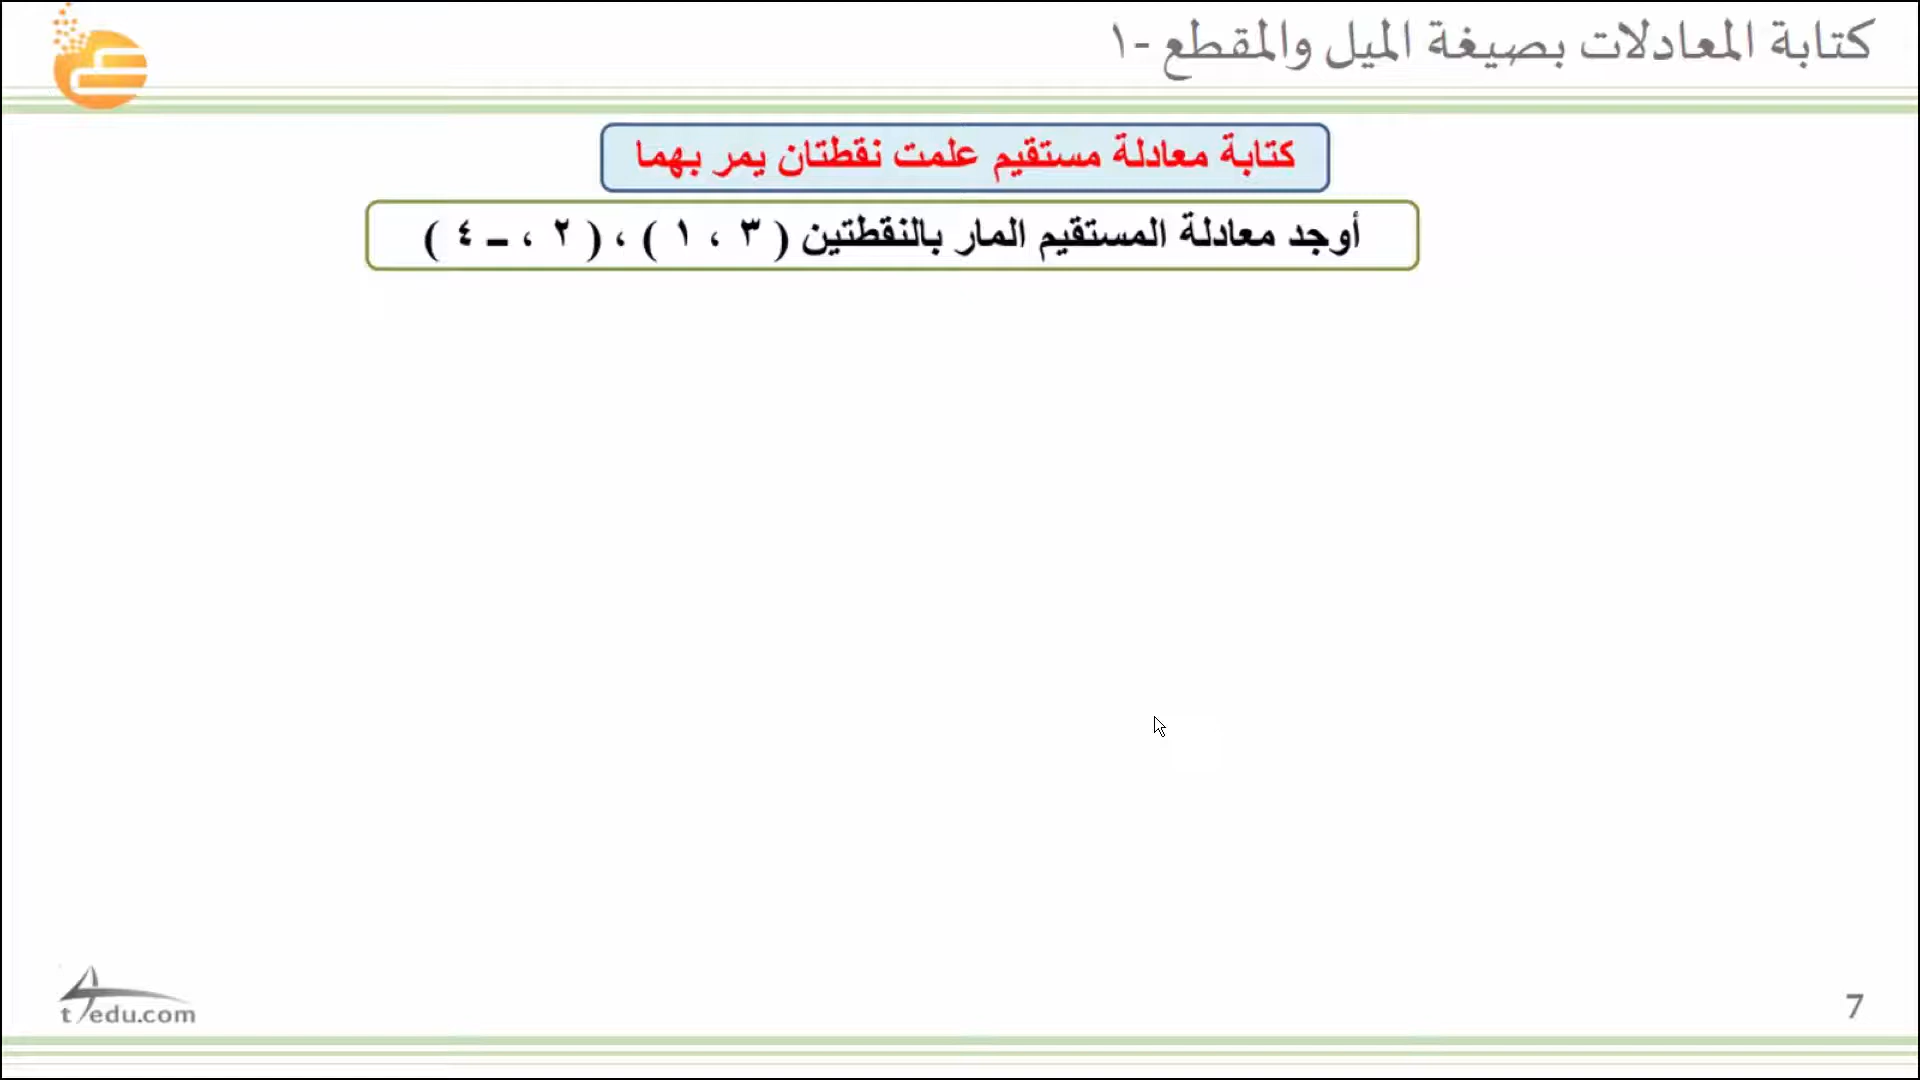 كتابة المعادلات بصيغة الميل والمقطع -١
كتابة معادلة مستقيم علمت نقطتان يمر بهما
أوجد معادلة المستقيم المار بالنقطتين ( ٣ ، ١ ) ، ( ٢ ، ــ ٤ )
t4edu.com
7